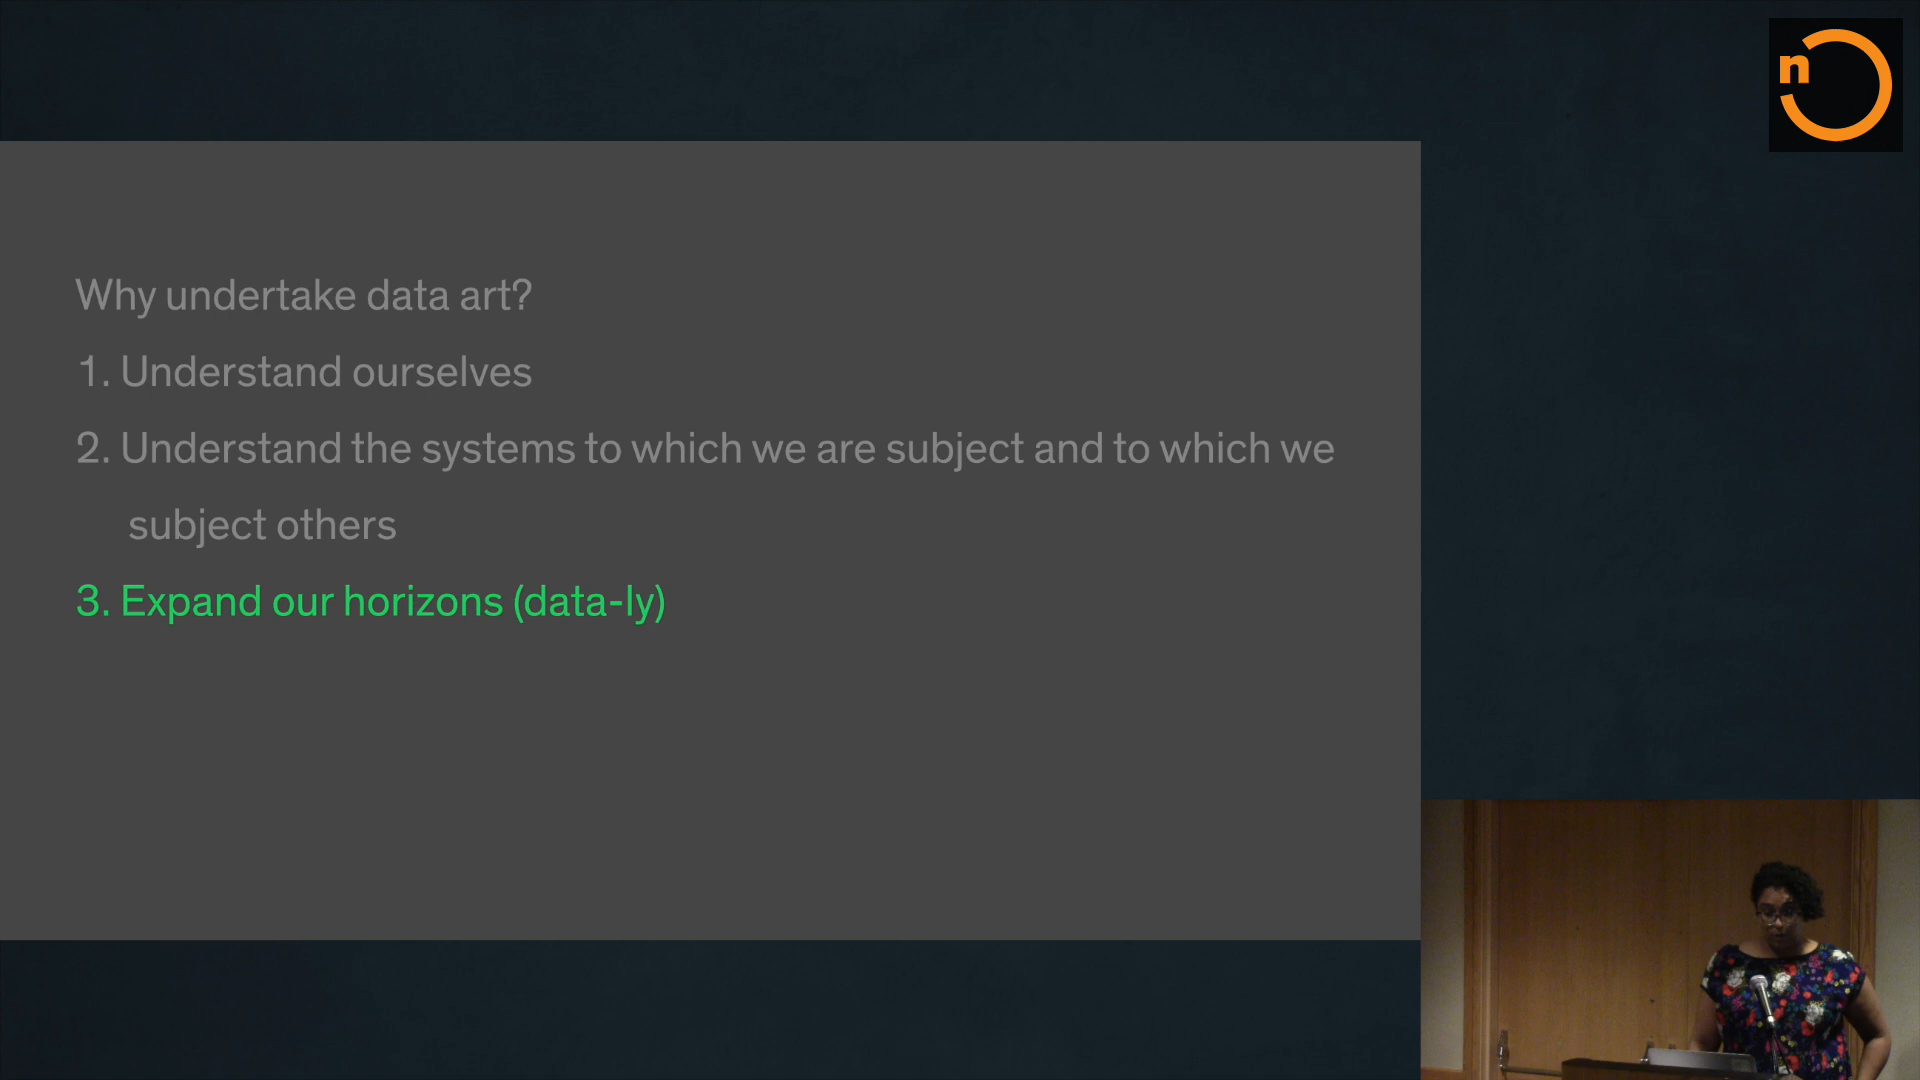 n
Why undertake data art?
1. Understand ourselves
2. Understand the systems to which we are subject and to which we
subject others
3. Expand our horizons (data-ly)